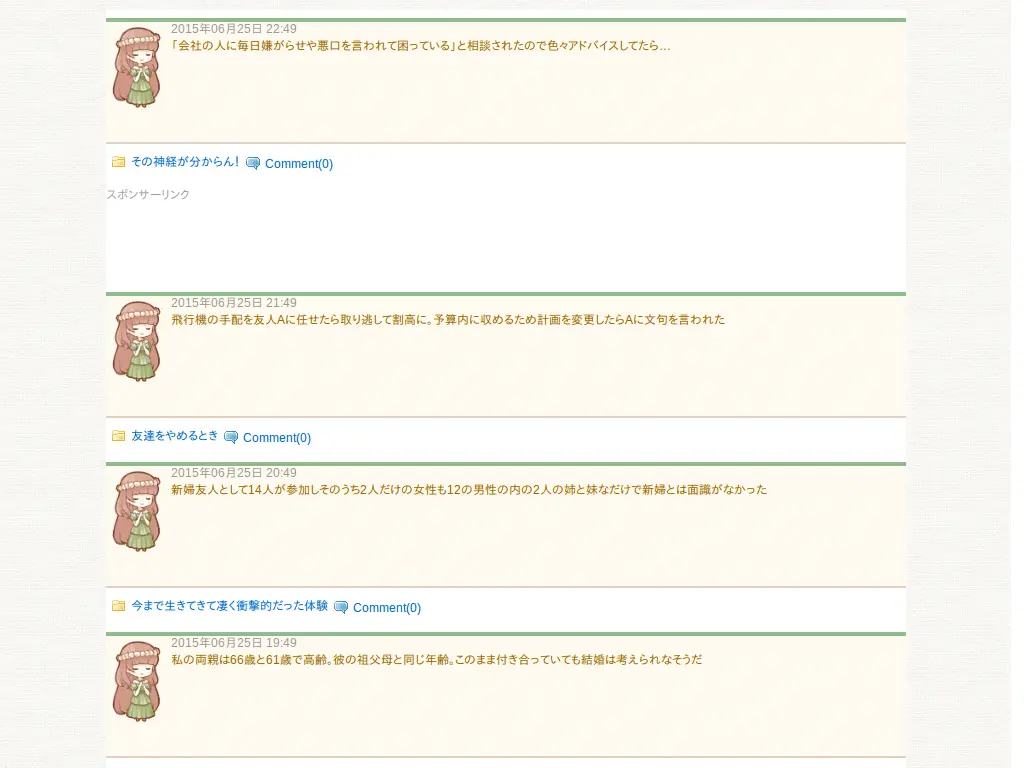 2015年06月25日 22:49
「会社の人に毎日嫌がらせや悪口を言われて困っている」と相談されたので色々アドバイスしてたら…
その神経が分からん! Comment(0)
スポンサーリンク
2015年06月25日 21:49
飛行機の手配を友人Aに任せたら取り逃して割高に。予算内に収めるため計画を変更したらAに文句を言われた
友達をやめるとき Comment(0)
2015年06月25日 20:49
新婦友人として14人が参加しそのうち2人だけの女性も12の男性の内の2人の姉と妹なだけで新婦とは面識がなかった
今まで生きてきて凄く衝撃的だった体験 Comment(0)
2015年06月25日 19:49
私の両親は66歳と61歳で高齢。彼の祖父母と同じ年齢。このまま付き合っていても結婚は考えられなそうだ